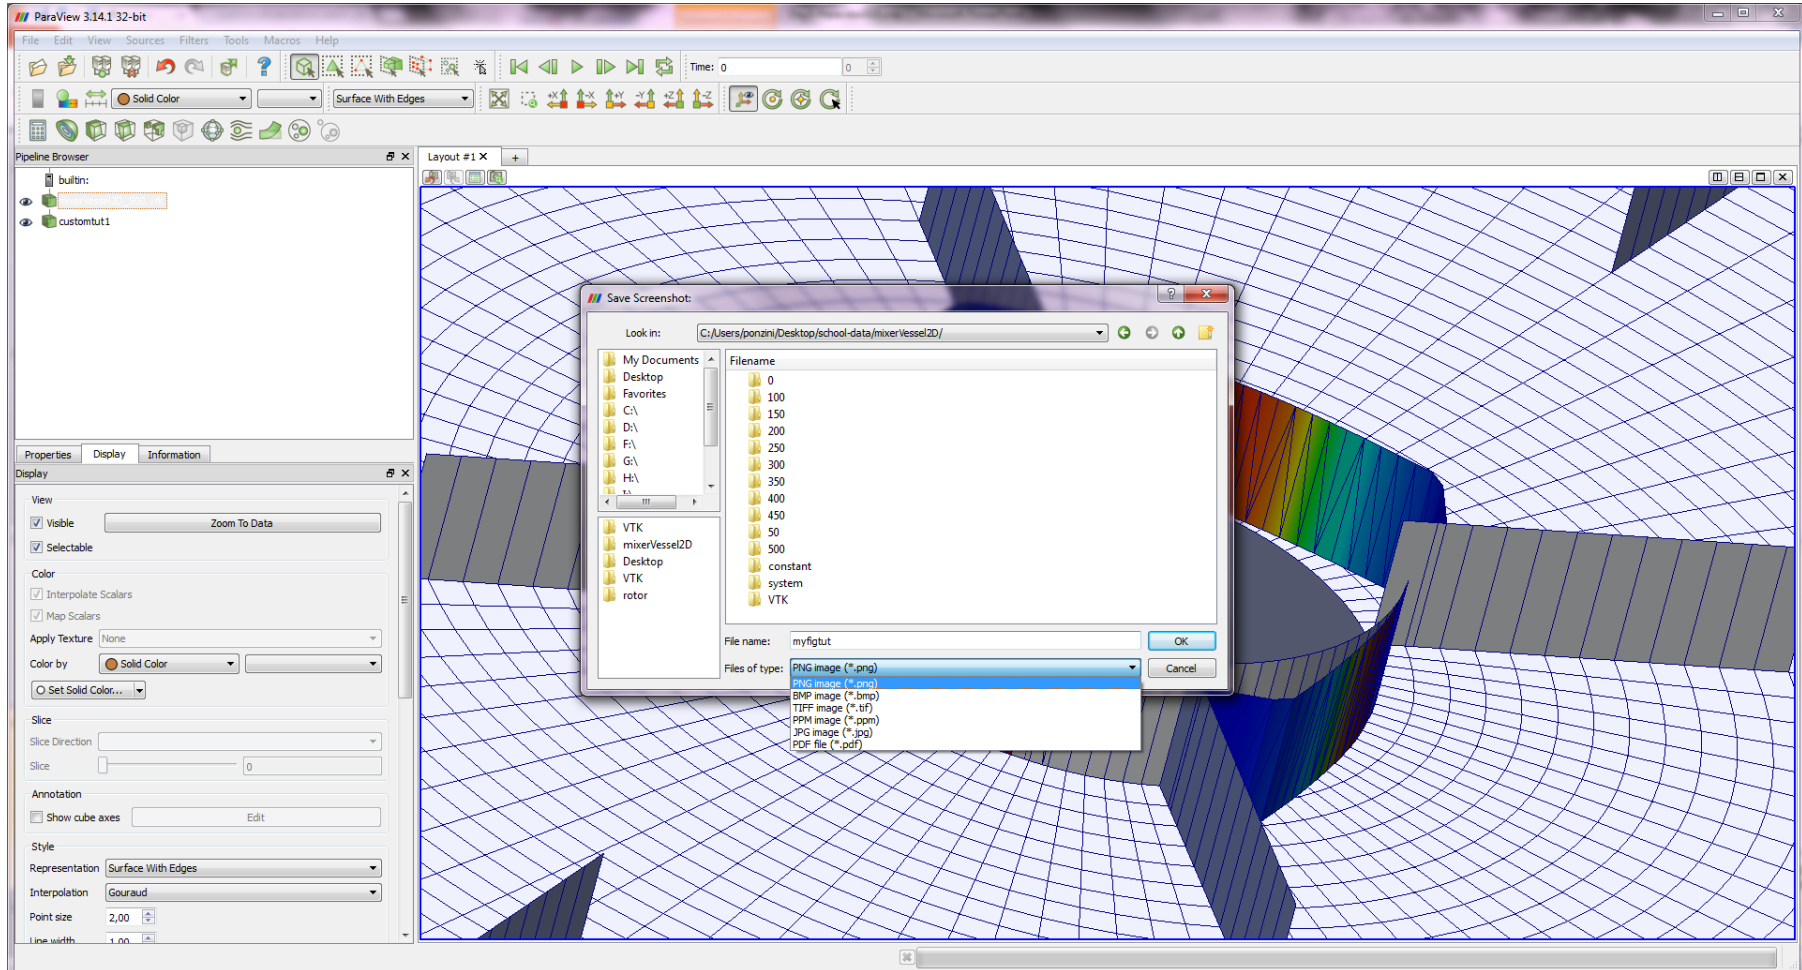 ParaView 3.14.1 32-bit
File Edit View Sources Filters Tools Macros Help
Time: 0 0
Solid Color Surface With Edges
+X -X +Y -Y +Z -Z
Pipeline Browser
Layout #1 X +
builtin:
customtut1
Properties Display Information
Display
View
Visible Zoom To Data
Selectable
Color
Interpolate Scalars
Map Scalars
Apply Texture None
Color by Solid Color
Set Solid Color...
Slice
Slice Direction
Slice 0
Annotation
Show cube axes Edit
Style
Representation Surface With Edges
Interpolation Gouraud
Point size 2,00
Line width 1,00
Save Screenshot:
Look in: C:/Users/ponzini/Desktop/school-data/mixerVessel2D/
My Documents
Desktop
Favorites
C:\
D:\
F:\
G:\
H:\
I:\
VTK
mixerVessel2D
Desktop
VTK
rotor
Filename
0
100
150
200
250
300
350
400
450
50
500
constant
system
VTK
File name: myfigtut OK
Files of type: PNG image (*.png) Cancel
PNG image (*.png)
BMP image (*.bmp)
TIFF image (*.tif)
PPM image (*.ppm)
JPG image (*.jpg)
PDF file (*.pdf)